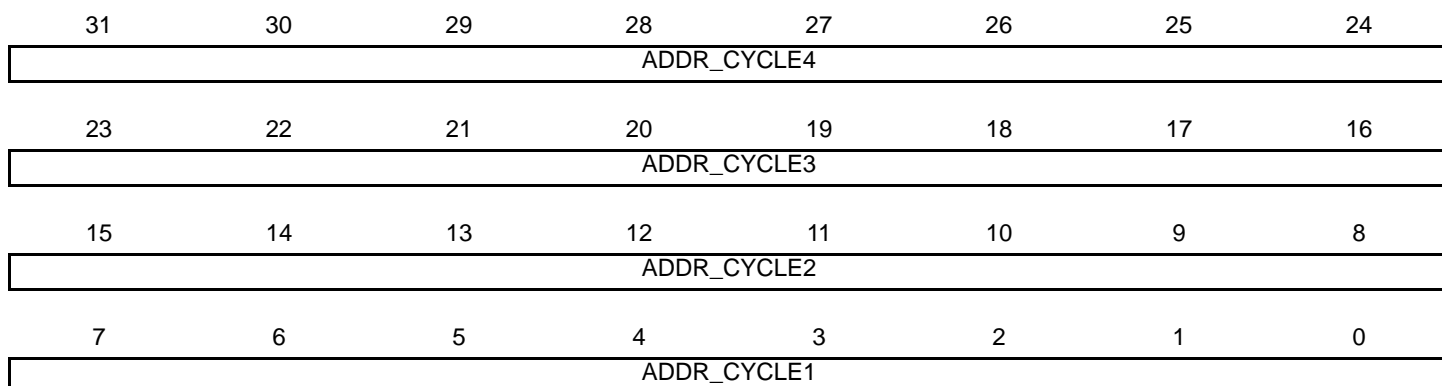 31 30 29 28 27 26 25 24
ADDR_CYCLE4
23 22 21 20 19 18 17 16
ADDR_CYCLE3
15 14 13 12 11 10 9 8
ADDR_CYCLE2
7 6 5 4 3 2 1 0
ADDR_CYCLE1